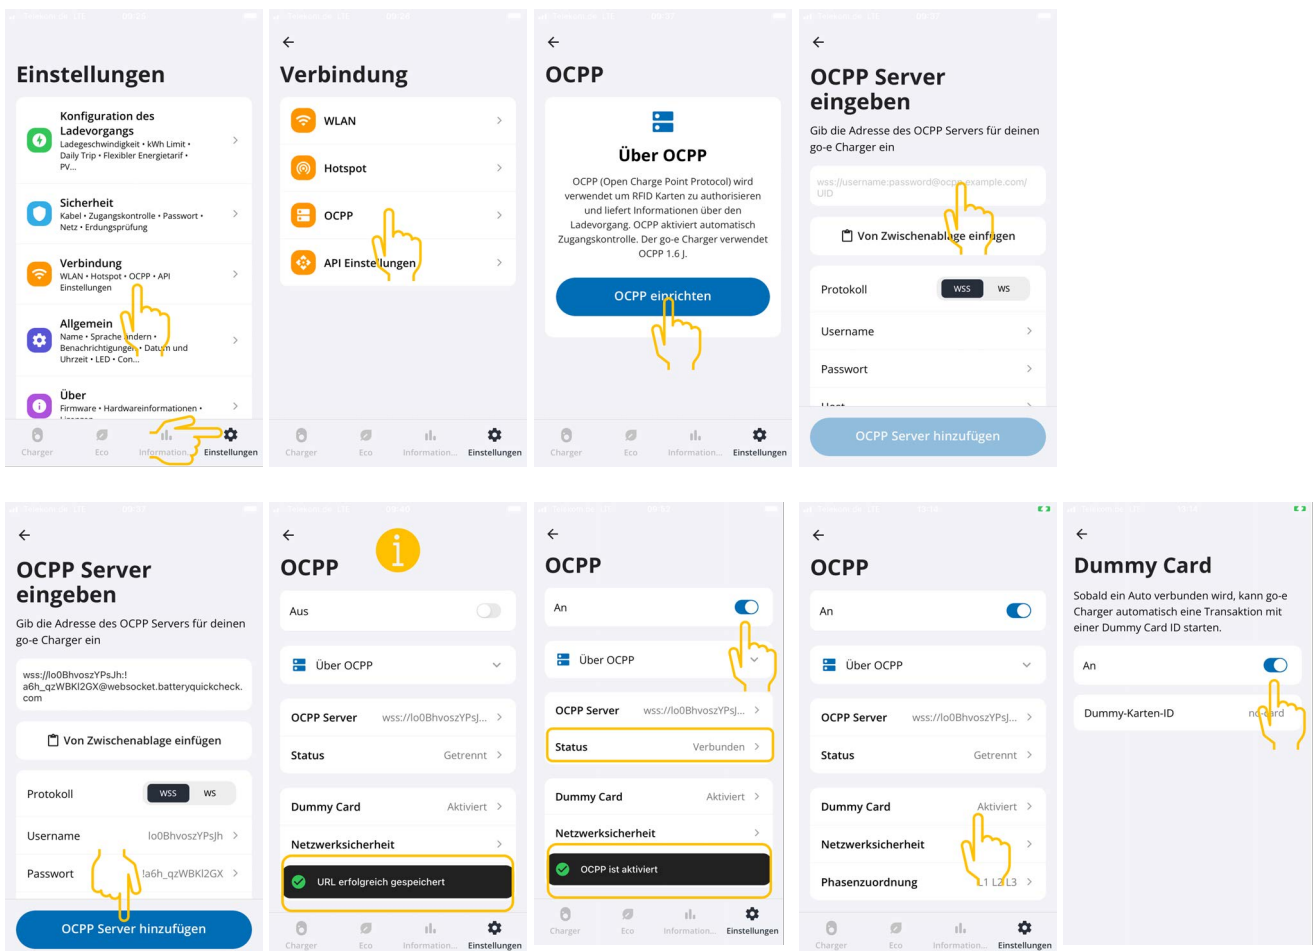 Einstellungen
Konfiguration des
Ladevorgangs
Ladegeschwindigkeit • kWh Limit •
Daily Trip • Flexibler Energietarif •
PV...
Sicherheit
Kabel • Zugangskontrolle • Passwort •
Netz • Erdungsprüfung
Verbindung
WLAN • Hotspot • OCPP • API
Einstellungen
Allgemein
Name • Sprache ändern •
Benachrichtigungen • Datum und
Uhrzeit • LED • Con...
Über
Firmware • Hardwareinformationen •
Charger
Eco
Information...
Einstellungen
Verbindung
WLAN
Hotspot
OCPP
API Einstellungen
Charger
Eco
Information...
Einstellungen
OCPP
Über OCPP
OCPP (Open Charge Point Protocol) wird
verwendet um RFID Karten zu authorisieren
und liefert Informationen über den
Ladevorgang. OCPP aktiviert automatisch
Zugangskontrolle. Der go-e Charger verwendet
OCPP 1.6 J.
OCPP einrichten
Charger
Eco
Information...
Einstellungen
OCPP Server
eingeben
Gib die Adresse des OCPP Servers für deinen
go-e Charger ein
wss://username:password@ocpp.example.com/
UID
Von Zwischenablage einfügen
Protokoll WSS WS
Username
Passwort
Host
OCPP Server hinzufügen
OCPP Server
eingeben
Gib die Adresse des OCPP Servers für deinen
go-e Charger ein
wss://lo0BhvoszYPsJh:!
a6h_qzWBKl2GX@websocket.batteryquickcheck.
com
Von Zwischenablage einfügen
Protokoll WSS WS
Username lo0BhvoszYPsJh
Passwort !a6h_qzWBKl2GX
OCPP Server hinzufügen
i
OCPP
Aus
Über OCPP
OCPP Server wss://lo0BhvoszYPsJ...
Status Getrennt
Dummy Card Aktiviert
Netzwerksicherheit
URL erfolgreich gespeichert
Charger
Eco
Information...
Einstellungen
OCPP
An
Über OCPP
OCPP Server wss://lo0BhvoszYPsJ...
Status Verbunden
Dummy Card Aktiviert
Netzwerksicherheit
OCPP ist aktiviert
Charger
Eco
Information...
Einstellungen
OCPP
An
Über OCPP
OCPP Server wss://lo0BhvoszYPsJ...
Status Getrennt
Dummy Card Aktiviert
Netzwerksicherheit
Phasenzuordnung L1 L2 L3
Charger
Eco
Information...
Einstellungen
Dummy Card
Sobald ein Auto verbunden wird, kann go-e
Charger automatisch eine Transaktion mit
einer Dummy Card ID starten.
An
Dummy-Karten-ID no-card